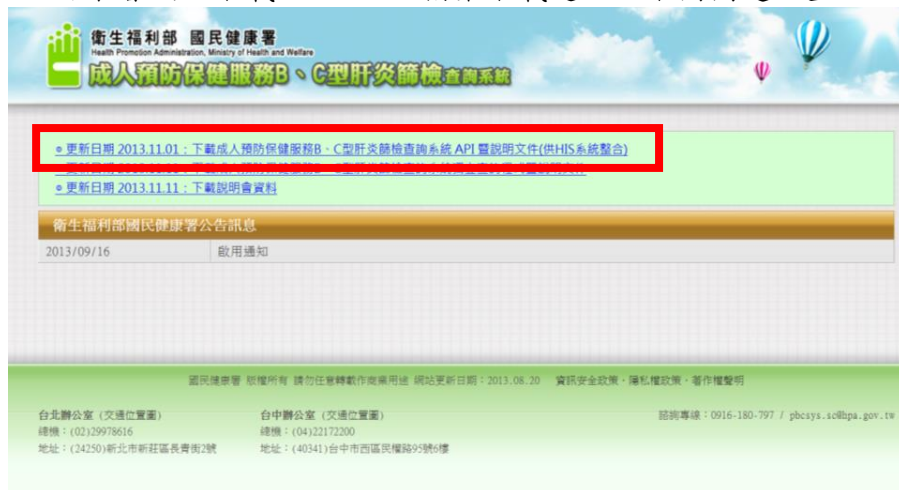 衛生福利部 國民健康署
Health Promotion Administration, Ministry of Health and Welfare
成人預防保健服務B、C型肝炎篩檢查詢系統
更新日期 2013.11.01：下載成人預防保健服務B、C型肝炎篩檢查詢系統 API 暨說明文件(供HIS系統整合)
更新日期 2013.11.11：下載說明會資料
衛生福利部國民健康署公告訊息
2013/09/16 啟用通知
國民健康署 版權所有 請勿任意轉載作商業用途 網站更新日期：2013.08.20 資訊安全政策・隱私權政策・著作權聲明
台北辦公室 (交通位置圖) 台中辦公室 (交通位置圖) 諮詢專線：0916-180-797 / pbcsys.sc@hpa.gov.tw
總機：(02)29978616 總機：(04)22172200
地址：(24250)新北市新莊區長青街2號 地址：(40341)台中市西區民權路95號6樓